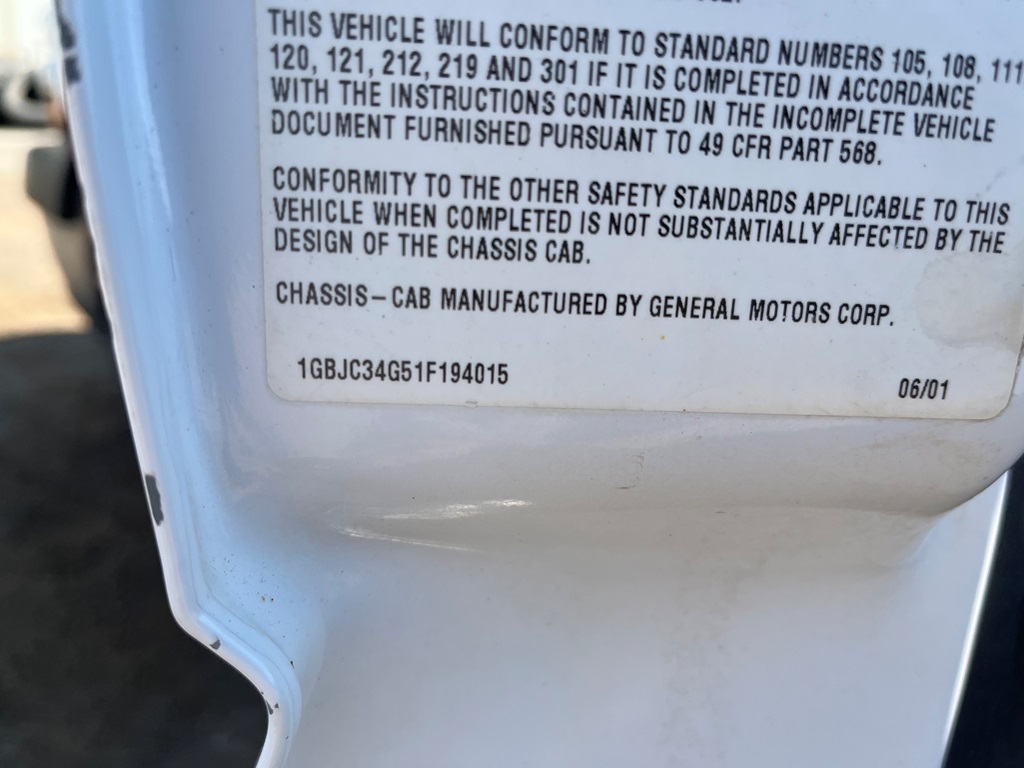 THIS VEHICLE WILL CONFORM TO STANDARD NUMBERS 105, 108, 111
120, 121, 212, 219 AND 301 IF IT IS COMPLETED IN ACCORDANCE
WITH THE INSTRUCTIONS CONTAINED IN THE INCOMPLETE VEHICLE
DOCUMENT FURNISHED PURSUANT TO 49 CFR PART 568.
CONFORMITY TO THE OTHER SAFETY STANDARDS APPLICABLE TO THIS
VEHICLE WHEN COMPLETED IS NOT SUBSTANTIALLY AFFECTED BY THE
DESIGN OF THE CHASSIS CAB.
CHASSIS-CAB MANUFACTURED BY GENERAL MOTORS CORP.
1GBJC34G51F194015 06/01